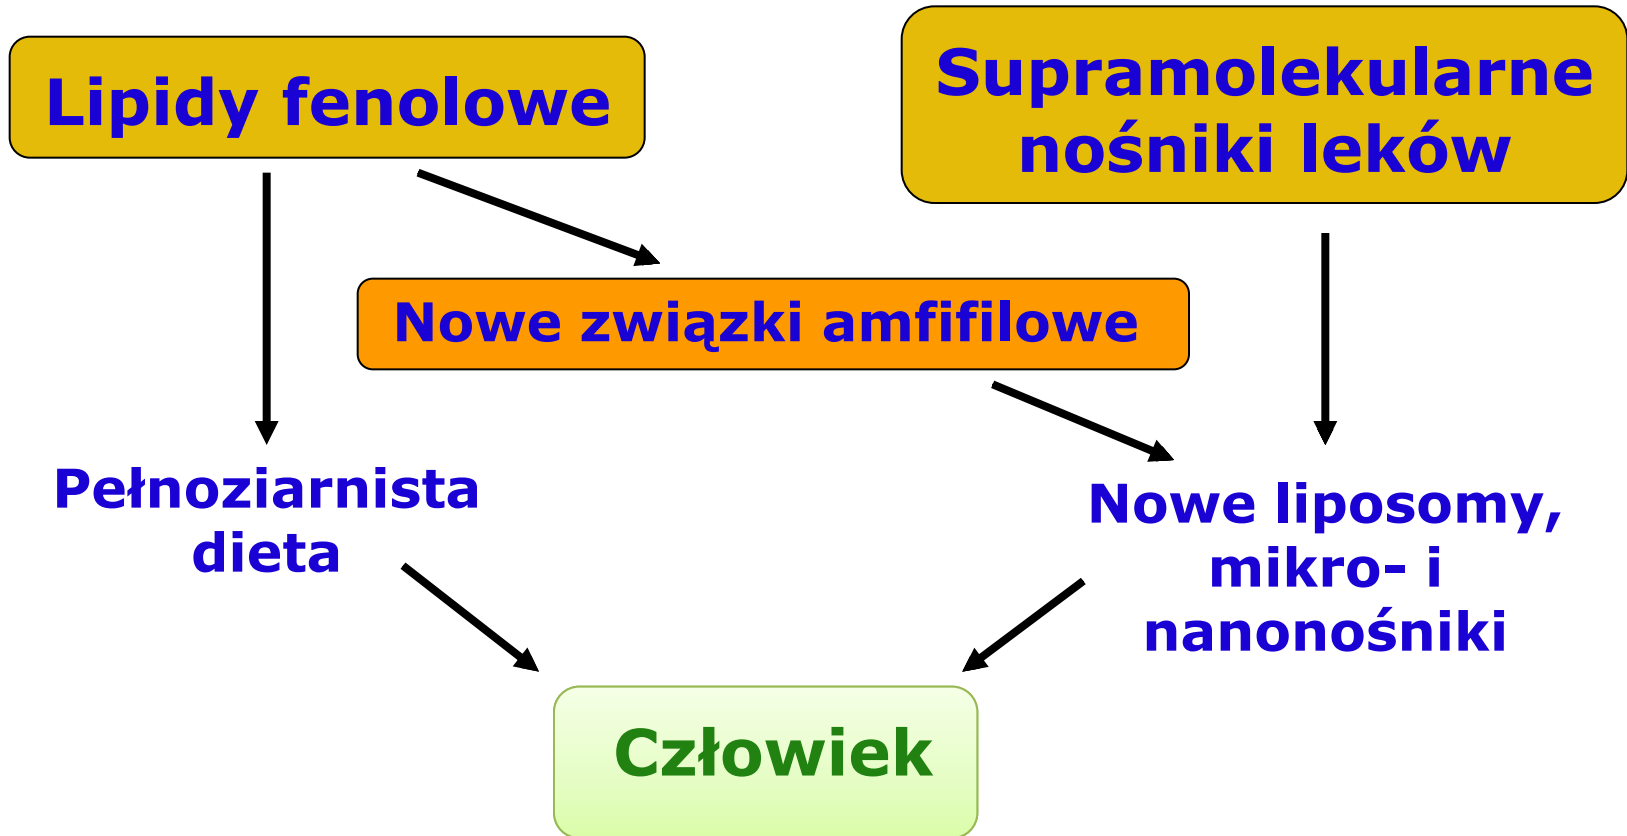 Lipidy fenolowe
Supramolekularne
nośniki leków
Nowe związki amfifilowe
Pełnoziarnista
dieta
Nowe liposomy,
mikro- i
nanonośniki
Człowiek